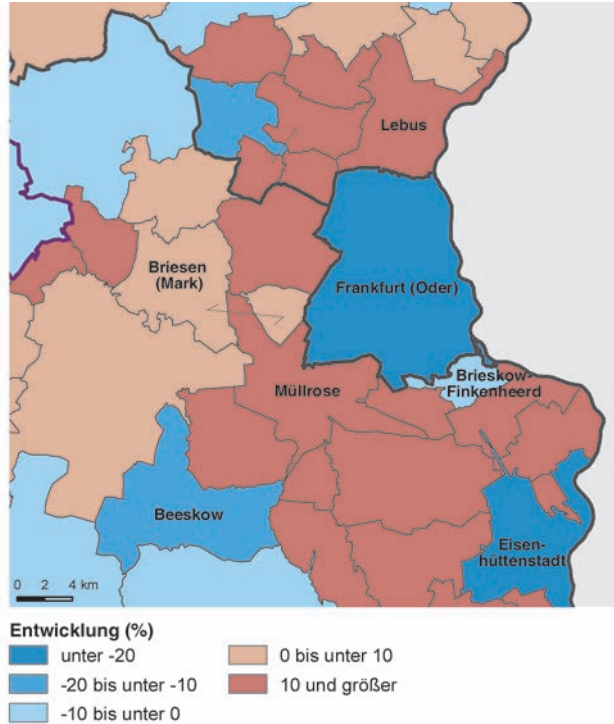 Lebus
Briesen
(Mark)
Frankfurt (Oder)
Brieskow-
Finkenheerd
Müllrose
Beeskow
Eisen-
hüttenstadt
0 2 4 km
Entwicklung (%)
unter -20
-20 bis unter -10
-10 bis unter 0
0 bis unter 10
10 und größer